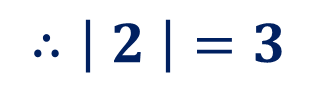 ∴ | 2 | = 3